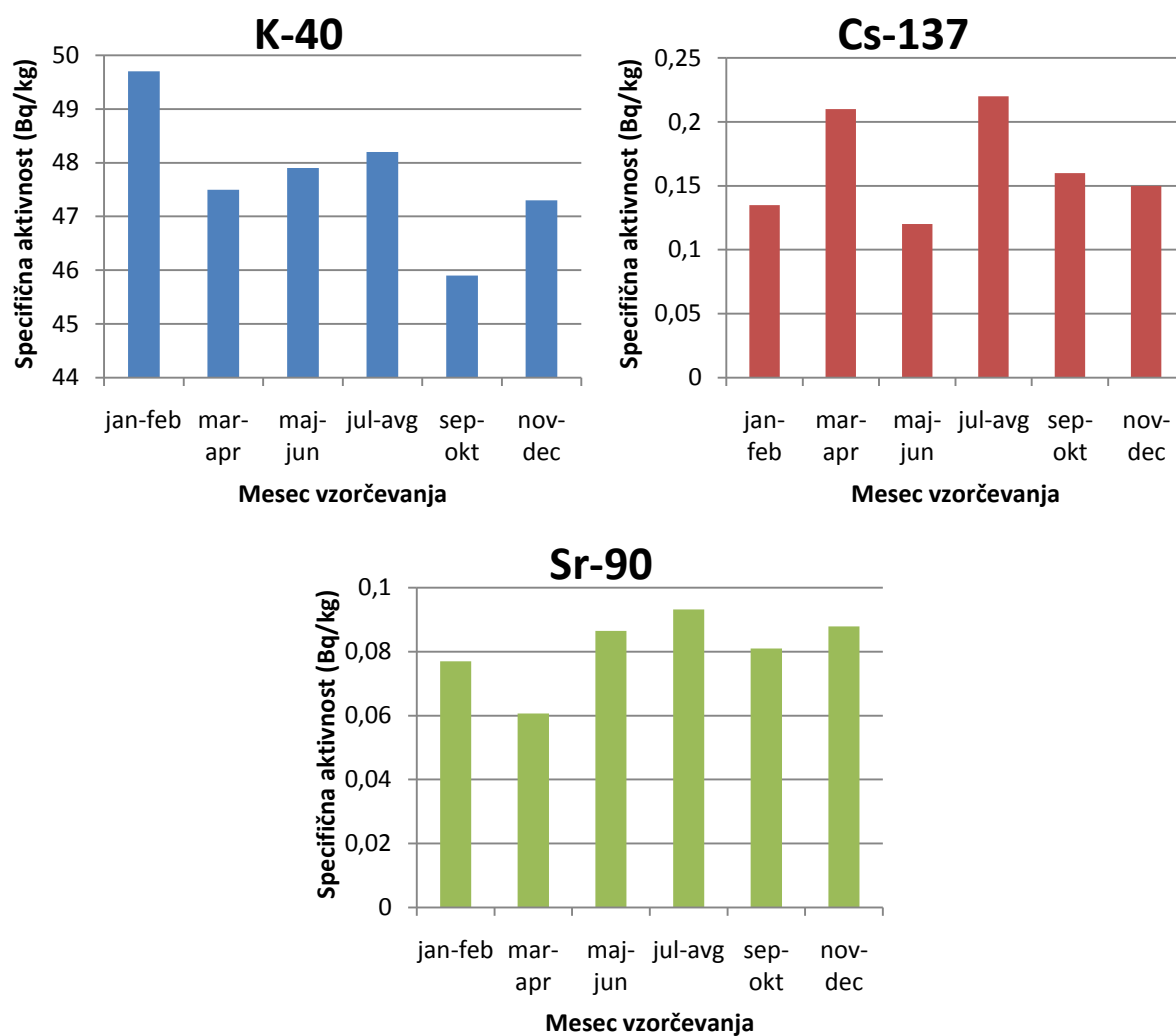 K-40
Specifična aktivnost (Bq/kg)
50
49
48
47
46
45
44
jan-feb mar-apr maj-jun jul-avg sep-okt nov-dec
Mesec vzorčevanja
Cs-137
Specifična aktivnost (Bq/kg)
0,25
0,2
0,15
0,1
0,05
0
jan-feb mar-apr maj-jun jul-avg sep-okt nov-dec
Mesec vzorčevanja
Sr-90
Specifična aktivnost (Bq/kg)
0,1
0,08
0,06
0,04
0,02
0
jan-feb mar-apr maj-jun jul-avg sep-okt nov-dec
Mesec vzorčevanja